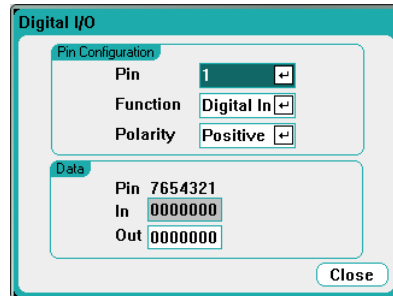 Digital I/O
Pin Configuration
Pin 1
Function Digital In
Polarity Positive
Data
Pin 7654321
In 0000000
Out 0000000
Close